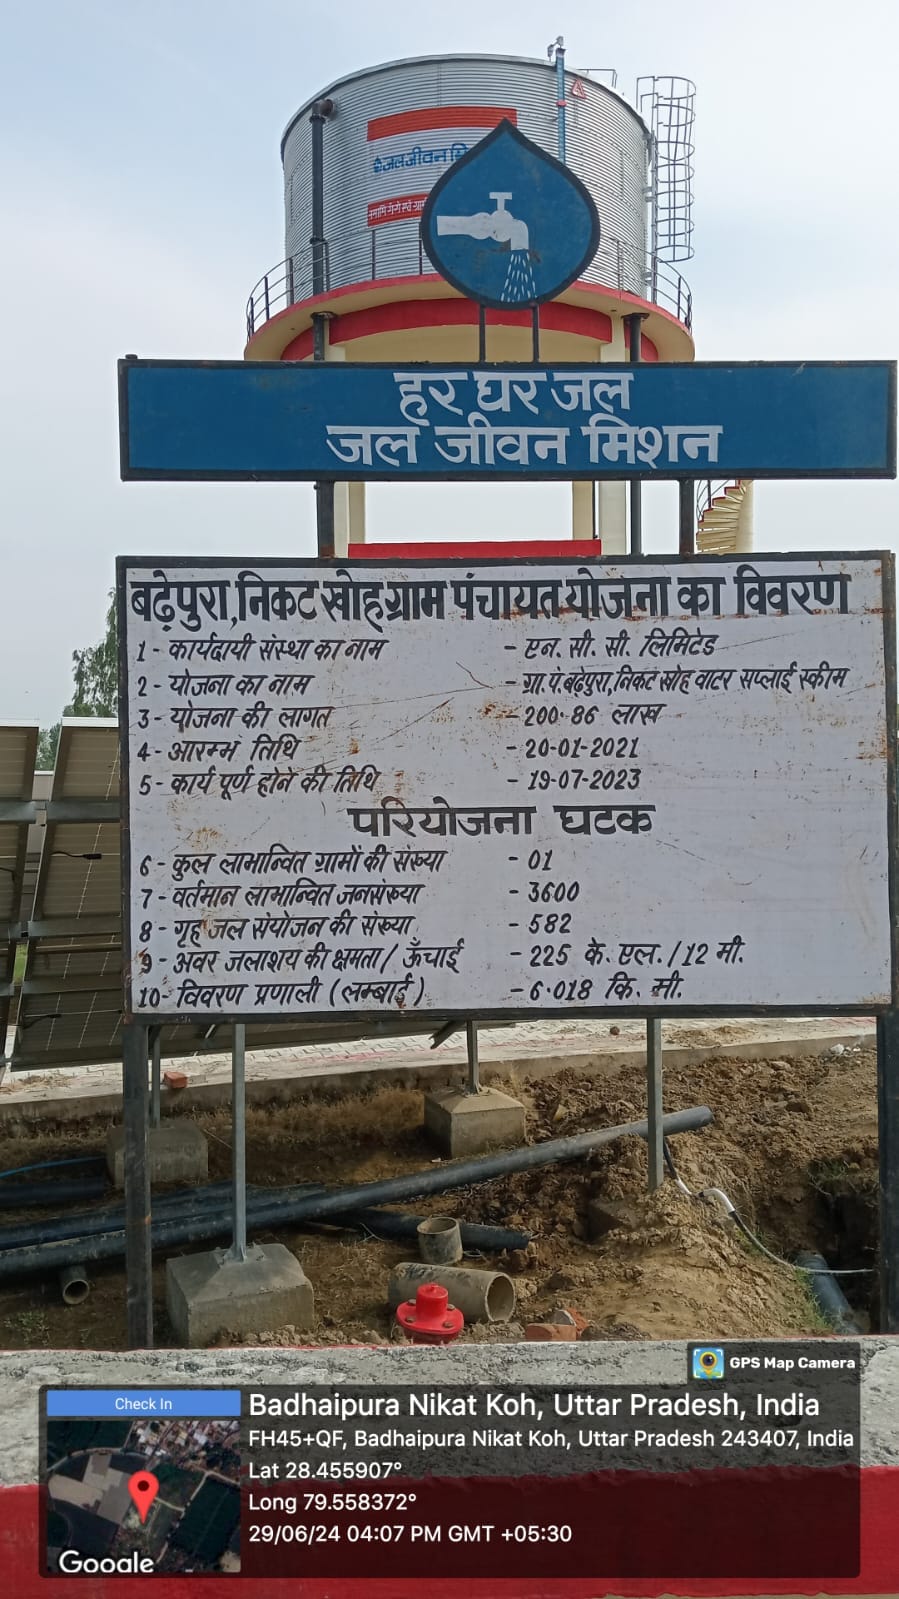 जल जीवन मि
नमामि गंगे एवं ग्रामी
हर घर जल
जल जीवन मिशन
बढ़ेपुरा, निकट खोह ग्राम पंचायत योजना का विवरण
1 - कार्यदायी संस्था का नाम - एन. सी. सी. लिमिटेड
2 - योजना का नाम - ग्रा. पं. बढ़ेपुरा, निकट खोह वाटर सप्लाई स्कीम
3 - योजना की लागत - 200.86 लाख
4 - आरम्भ तिथि - 20-01-2021
5 - कार्य पूर्ण होने की तिथि - 19-07-2023
परियोजना घटक
6 - कुल लाभान्वित ग्रामों की संख्या - 01
7 - वर्तमान लाभान्वित जनसंख्या - 3600
8 - गृह जल संयोजन की संख्या - 582
9 - अवर जलाशय की क्षमता / ऊँचाई - 225 के. एल. / 12 मी.
10 - विवरण प्रणाली (लम्बाई) - 6.018 कि. मी.
GPS Map Camera
Check In
Badhaipura Nikat Koh, Uttar Pradesh, India
FH45+QF, Badhaipura Nikat Koh, Uttar Pradesh 243407, India
Lat 28.455907°
Long 79.558372°
29/06/24 04:07 PM GMT +05:30
Google